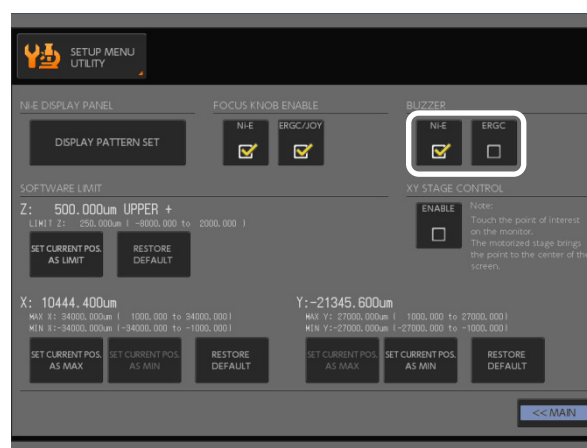 SETUP MENU
UTILITY
NI-E DISPLAY PANEL
FOCUS KNOB ENABLE
BUZZER
DISPLAY PATTERN SET
Ni-E
ERGC/JOY
Ni-E
ERGC
SOFTWARE LIMIT
XY STAGE CONTROL
Z: 500.000um UPPER +
LIMIT Z: 250.000um [ -8000.000 to 2000.000 ]
SET CURRENT POS.
AS LIMIT
RESTORE
DEFAULT
ENABLE
Note:
Touch the point of interest
on the monitor.
The motorized stage brings
the point to the center of the
screen.
X: 10444.400um
MAX X: 34000.000um [ 1000.000 to 34000.000]
MIN X:-34000.000um [-34000.000 to -1000.000]
Y:-21345.600um
MAX Y: 27000.000um [ 1000.000 to 27000.000]
MIN Y:-27000.000um [-27000.000 to -1000.000]
SET CURRENT POS.
AS MAX
SET CURRENT POS.
AS MIN
RESTORE
DEFAULT
SET CURRENT POS.
AS MAX
SET CURRENT POS.
AS MIN
RESTORE
DEFAULT
<< MAIN